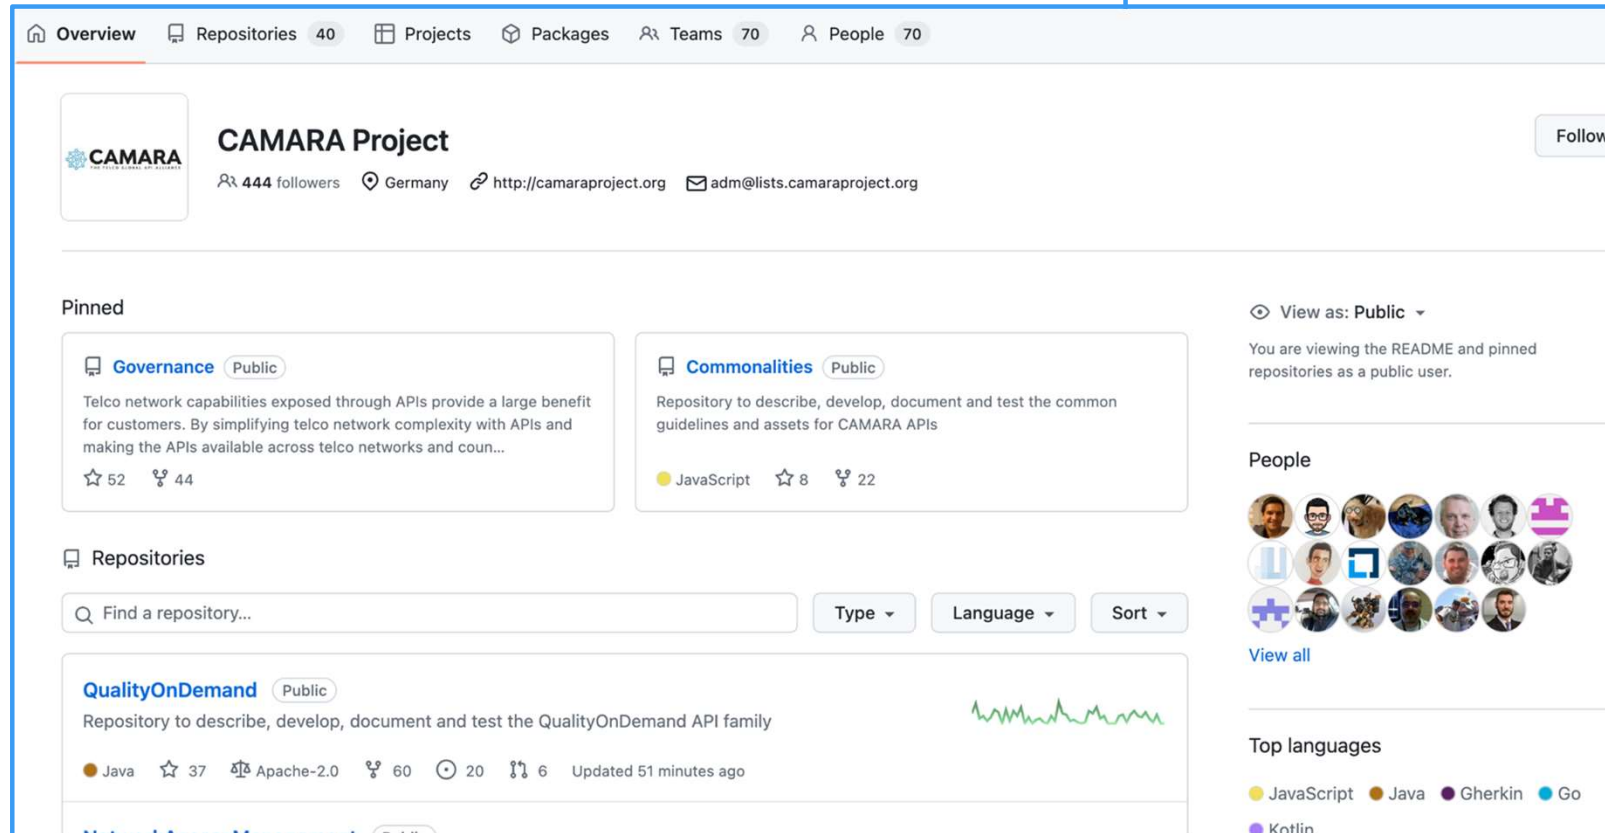 Overview Repositories 40 Projects Packages Teams 70 People 70
CAMARA
THE TELCO GLOBAL API ALLIANCE
CAMARA Project
Follow
444 followers Germany http://camaraproject.org adm@lists.camaraproject.org
Pinned
Governance Public
Telco network capabilities exposed through APIs provide a large benefit
for customers. By simplifying telco network complexity with APIs and
making the APIs available across telco networks and coun...
52 44
Commonalities Public
Repository to describe, develop, document and test the common
guidelines and assets for CAMARA APIs
JavaScript 8 22
Repositories
Find a repository...
Type Language Sort
QualityOnDemand Public
Repository to describe, develop, document and test the QualityOnDemand API family
Java 37 Apache-2.0 60 20 6 Updated 51 minutes ago
View as: Public
You are viewing the README and pinned
repositories as a public user.
People
View all
Top languages
JavaScript Java Gherkin Go
Kotlin